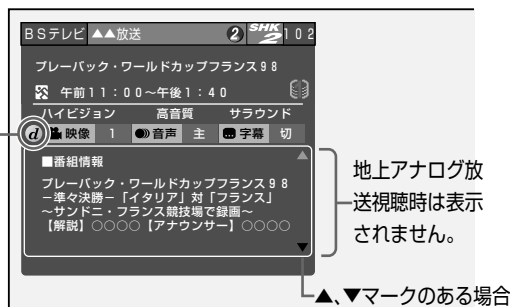 BSテレビ ▲▲放送 2 SHK2 102
プレーバック・ワールドカップフランス98
午前11:00~午後1:40
ハイビジョン 高音質 サラウンド
d 映像 1 音声 主 字幕 切
■番組情報
プレーバック・ワールドカップフランス98
-準々決勝-「イタリア」対「フランス」
~サンドニ・フランス競技場で録画~
【解説】○○○○【アナウンサー】○○○○
地上アナログ放
送視聴時は表示
されません。
▲、▼マークのある場合